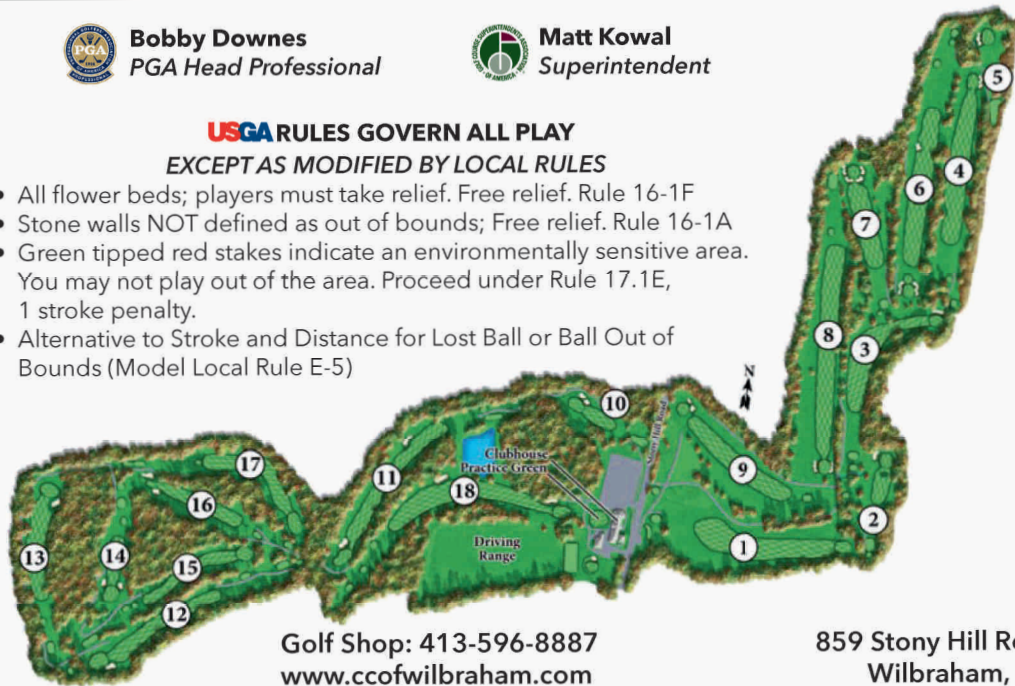 Bobby Downes
PGA Head Professional
Matt Kowal
Superintendent
PGA
USGA RULES GOVERN ALL PLAY
EXCEPT AS MODIFIED BY LOCAL RULES
• All flower beds; players must take relief. Free relief. Rule 16-1F
• Stone walls NOT defined as out of bounds; Free relief. Rule 16-1A
• Green tipped red stakes indicate an environmentally sensitive area.
You may not play out of the area. Proceed under Rule 17.1E,
1 stroke penalty.
• Alternative to Stroke and Distance for Lost Ball or Ball Out of
Bounds (Model Local Rule E-5)
5
4
6
7
8
3
N
10
Stony Hill Road
Clubhouse
Practice Green
9
11
17
18
16
2
1
Driving
Range
13
14
15
12
Golf Shop: 413-596-8887
www.ccofwilbraham.com
859 Stony Hill
Wilbraham,